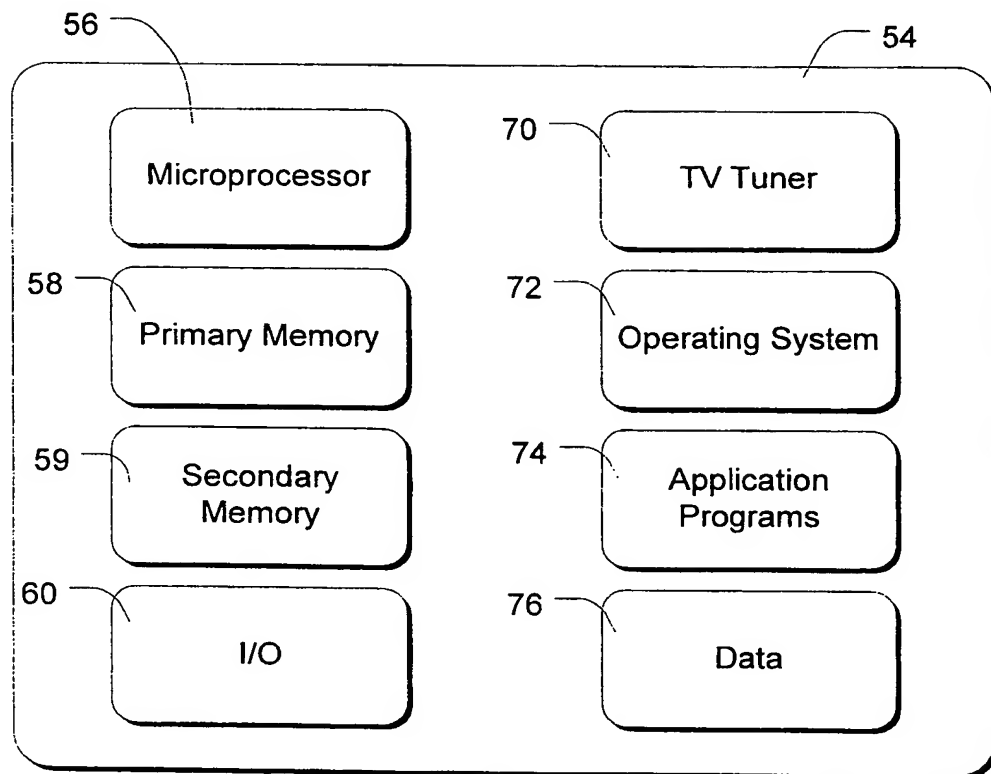 56
54
Microprocessor
70
TV Tuner
58
Primary Memory
72
Operating System
59
Secondary
Memory
74
Application
Programs
60
I/O
76
Data